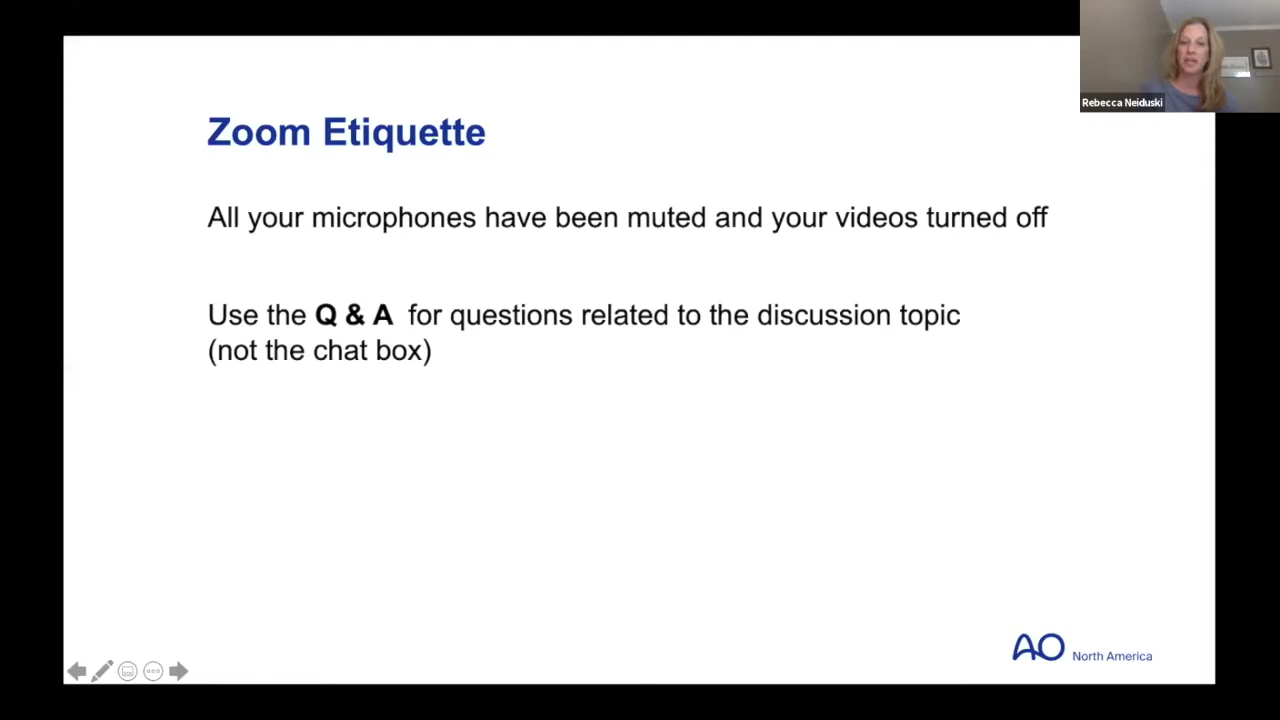 Rebecca Neiduski
Zoom Etiquette
All your microphones have been muted and your videos turned off
Use the Q & A for questions related to the discussion topic
(not the chat box)
AO North America